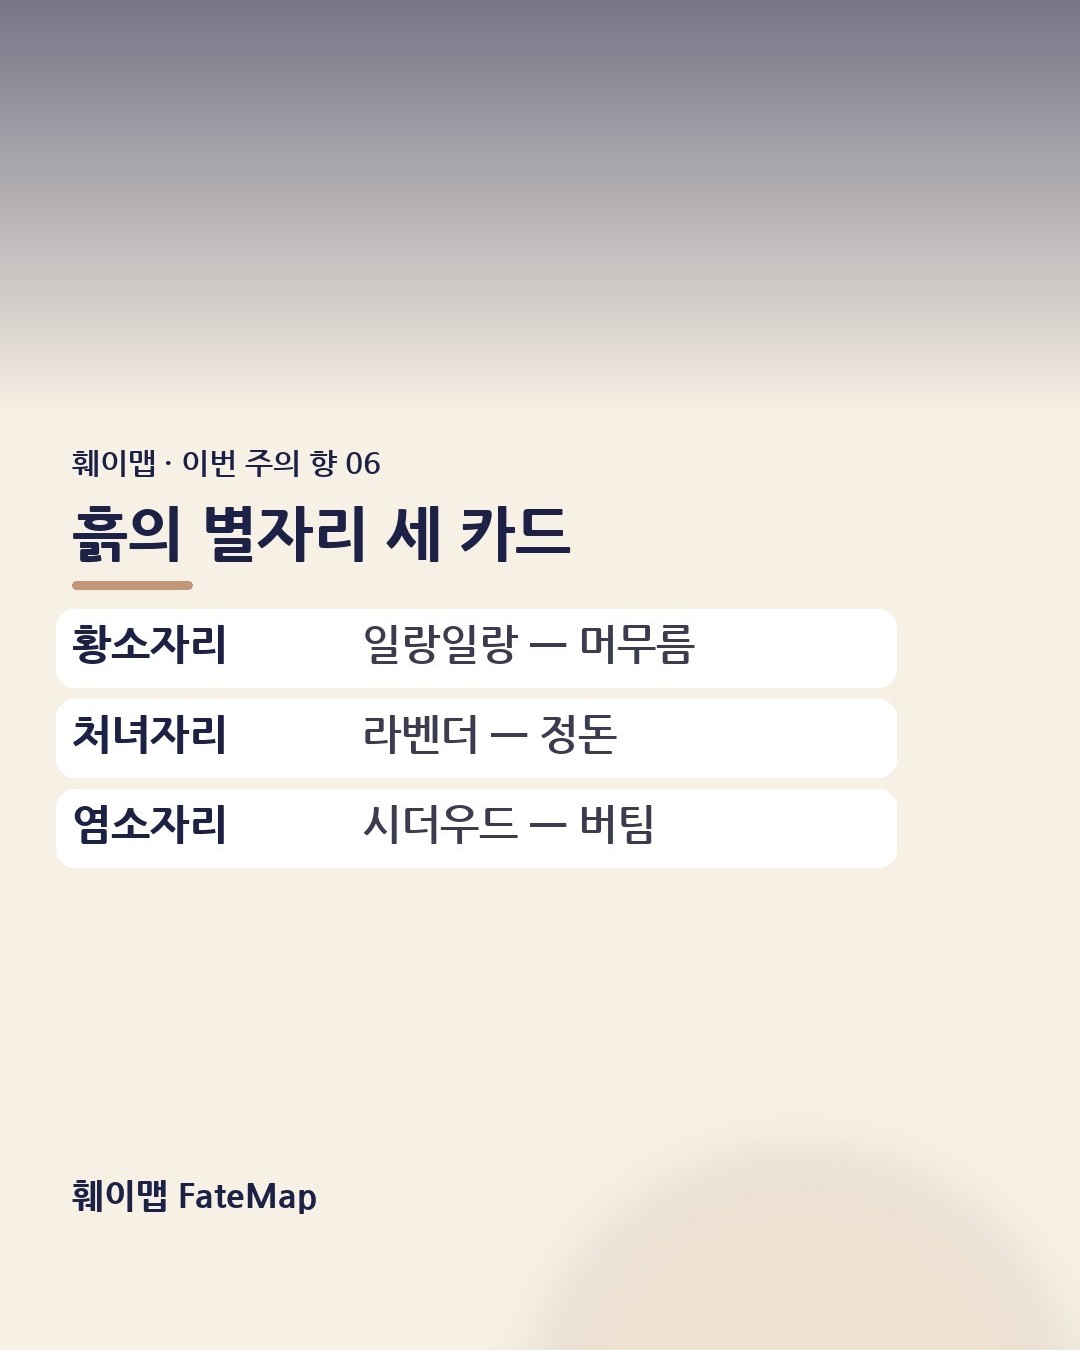 훼이맵 · 이번 주의 향 06
흙의 별자리 세 카드
황소자리 일랑일랑 — 머무름
처녀자리 라벤더 — 정돈
염소자리 시더우드 — 버팀
훼이맵 FateMap